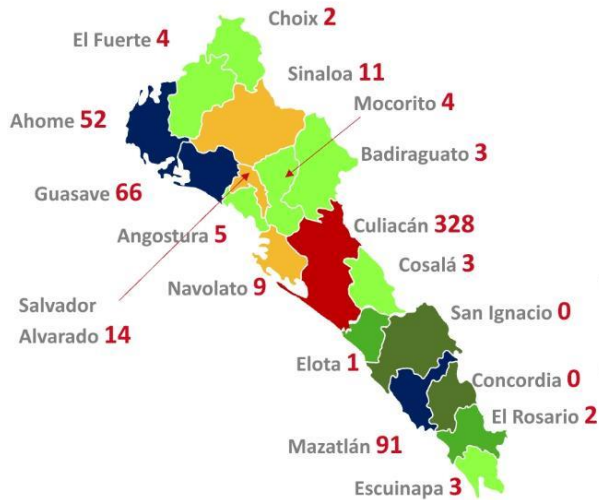 Choix 2
El Fuerte 4
Sinaloa 11
Mocorito 4
Ahome 52
Badiraguato 3
Guasave 66
Culiacán 328
Angostura 5
Cosalá 3
Navolato 9
Salvador
Alvarado 14
San Ignacio 0
Elota 1
Concordia 0
El Rosario 2
Mazatlán 91
Escuinapa 3